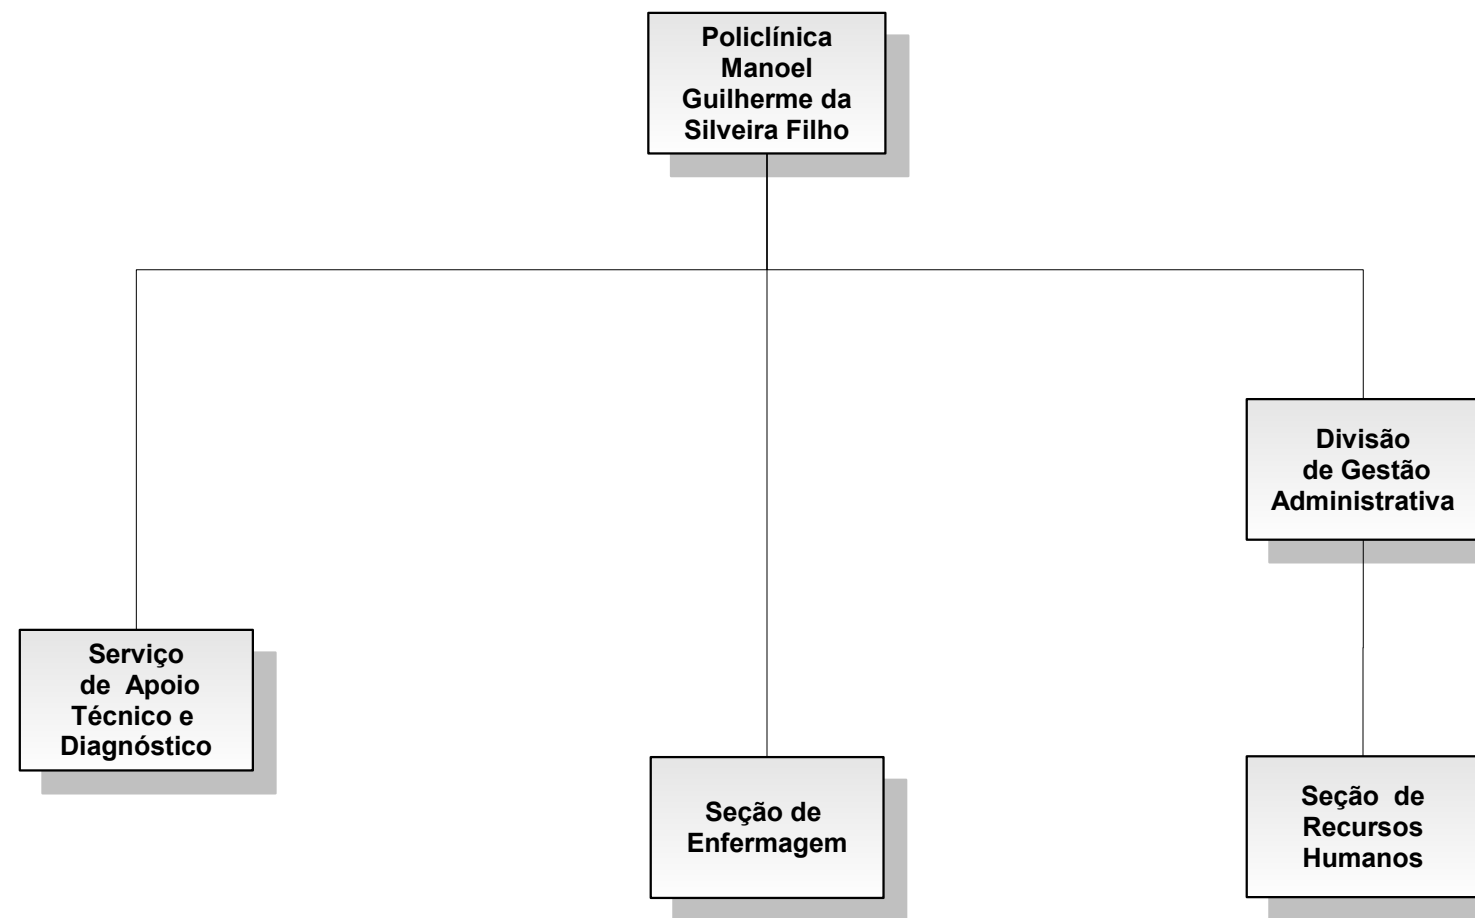 Policlínica
Manoel
Guilherme da
Silveira Filho
Divisão
de Gestão
Administrativa
Serviço
de Apoio
Técnico e
Diagnóstico
Seção de
Enfermagem
Seção de
Recursos
Humanos